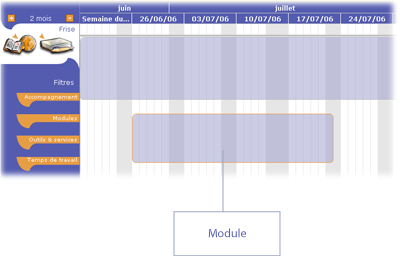 juin juillet
2 mois Semaine du... 26/06/06 03/07/06 10/07/06 17/07/06 24/07/06
Frise
Filtres
Accompagnement
Modules
Outils & services
Temps de travail
Module